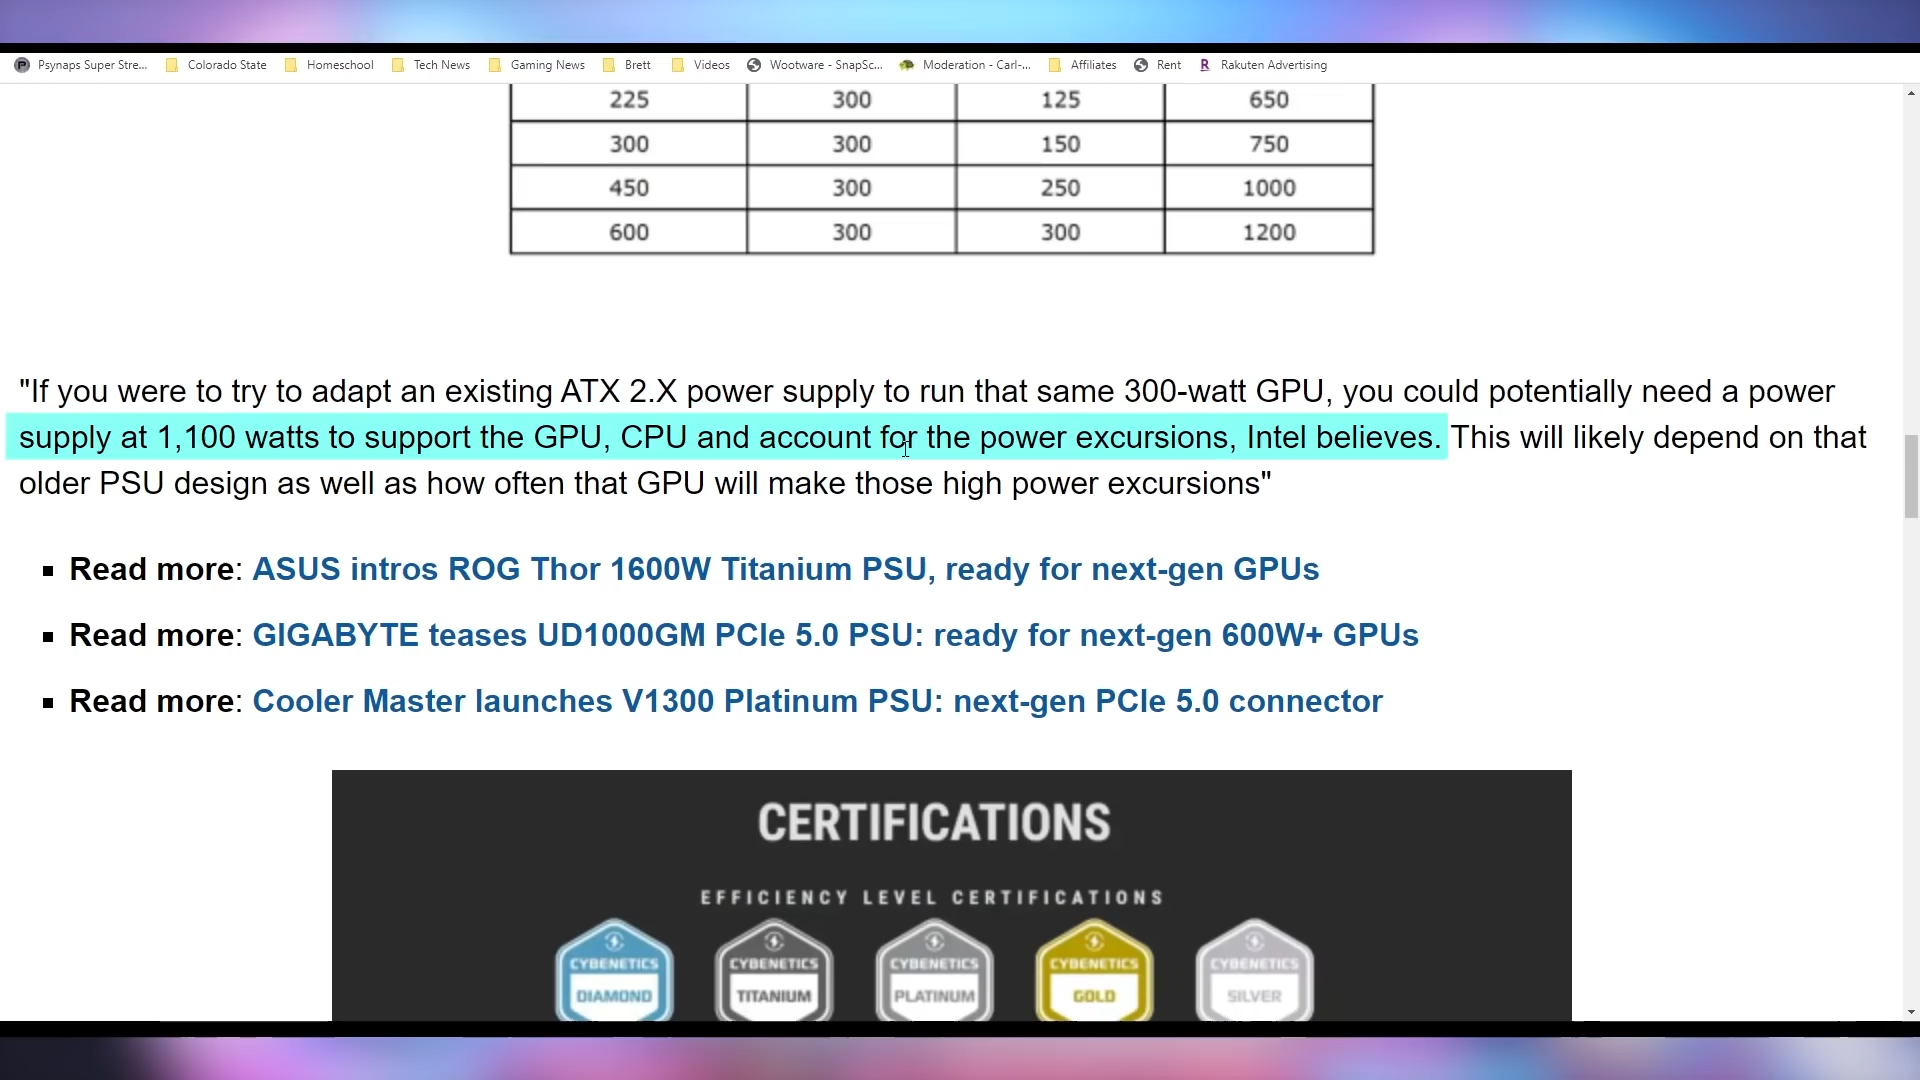 Psynaps Super Stre... Colorado State Homeschool Tech News Gaming News Brett Videos Wootware - SnapSc... Moderation - Carl-... Affiliates Rent R Rakuten Advertising
225 300 125 650
300 300 150 750
450 300 250 1000
600 300 300 1200
"If you were to try to adapt an existing ATX 2.X power supply to run that same 300-watt GPU, you could potentially need a power
supply at 1,100 watts to support the GPU, CPU and account for the power excursions, Intel believes. This will likely depend on that
older PSU design as well as how often that GPU will make those high power excursions"
Read more: ASUS intros ROG Thor 1600W Titanium PSU, ready for next-gen GPUs
Read more: GIGABYTE teases UD1000GM PCIe 5.0 PSU: ready for next-gen 600W+ GPUs
Read more: Cooler Master launches V1300 Platinum PSU: next-gen PCIe 5.0 connector
CERTIFICATIONS
EFFICIENCY LEVEL CERTIFICATIONS
CYBENETICS CYBENETICS CYBENETICS CYBENETICS CYBENETICS
DIAMOND TITANIUM PLATINUM GOLD SILVER